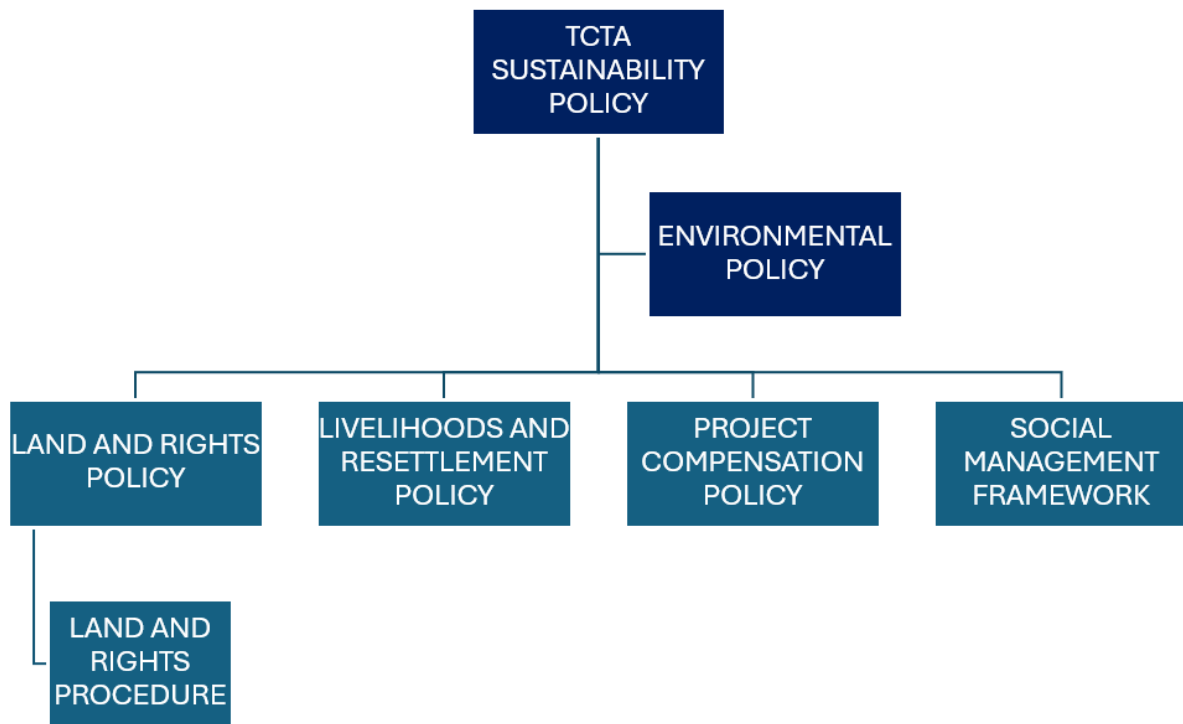 TCTA
SUSTAINABILITY
POLICY
ENVIRONMENTAL
POLICY
LAND AND RIGHTS
POLICY
LIVELIHOODS AND
RESETTLEMENT
POLICY
PROJECT
COMPENSATION
POLICY
SOCIAL
MANAGEMENT
FRAMEWORK
LAND AND
RIGHTS
PROCEDURE